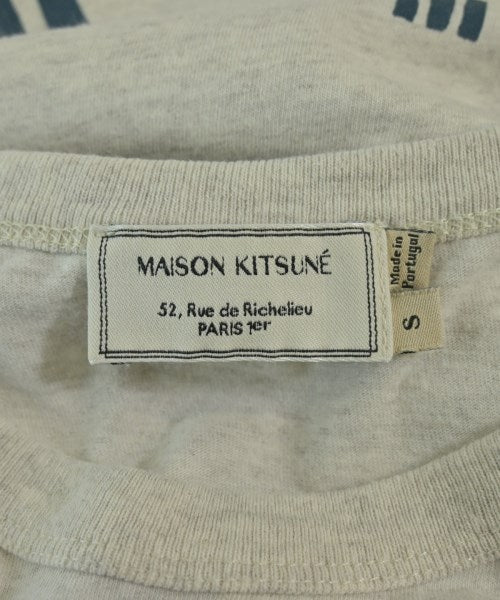 MAISON KITSUNÉ
52, Rue de Richelieu
PARIS 1er
Made in
Portugal
S